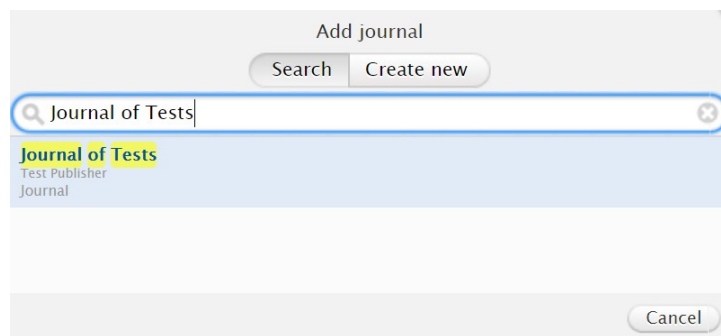 Add journal
Search Create new
Journal of Tests
Journal of Tests
Test Publisher
Journal
Cancel